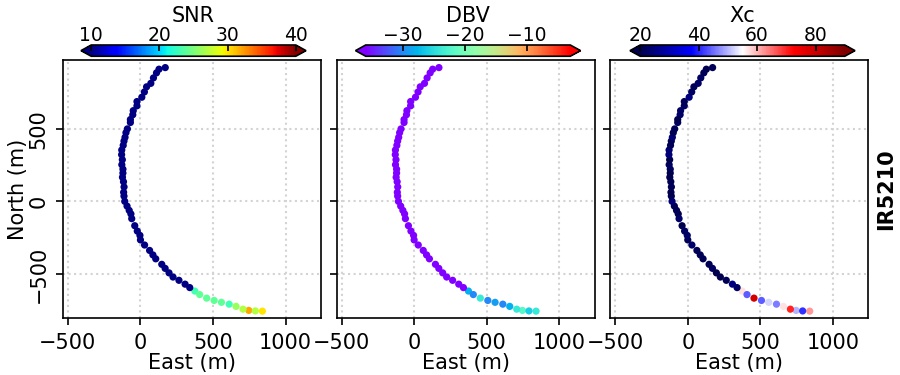 SNR DBV Xc
10 20 30 40 −30 −20 −10 20 40 60 80
500
0
−500
North (m)
IR5210
−500 0 500 1000 −500 0 500 1000 −500 0 500 1000
East (m) East (m) East (m)